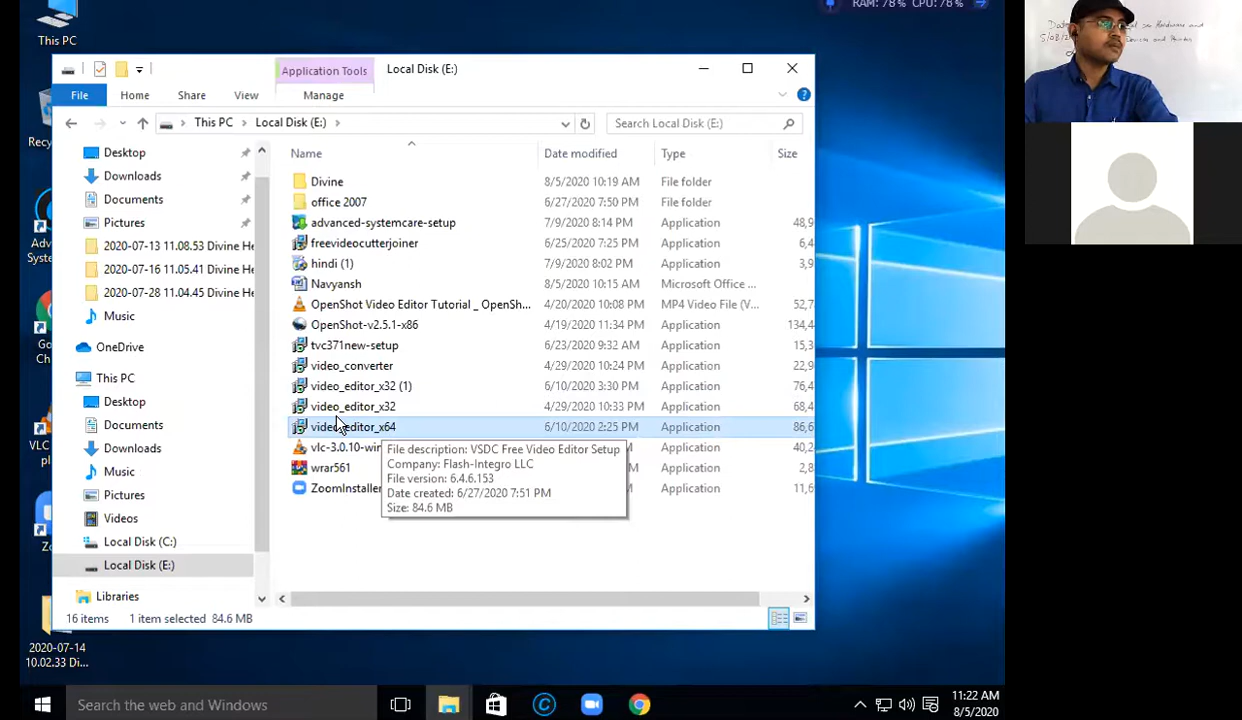 RAM: 78% CPU: 76%
This PC
Application Tools
Local Disk (E:)
File
Home
Share
View
Manage
This PC
Local Disk (E:)
Search Local Disk (E:)
Name
Date modified
Type
Size
Desktop
Downloads
Documents
Pictures
2020-07-13 11.08.53 Divine He
2020-07-16 11.05.41 Divine He
2020-07-28 11.04.45 Divine He
Music
OneDrive
This PC
Desktop
Documents
Downloads
Music
Pictures
Videos
Local Disk (C:)
Local Disk (E:)
Libraries
Divine 8/5/2020 10:19 AM File folder
office 2007 6/27/2020 7:50 PM File folder
advanced-systemcare-setup 7/9/2020 8:14 PM Application 48,9
freevideocutterjoiner 6/25/2020 7:25 PM Application 6,4
hindi (1) 7/9/2020 8:02 PM Application 3,9
Navyansh 8/5/2020 10:15 AM Microsoft Office ...
OpenShot Video Editor Tutorial _ OpenSh... 4/20/2020 10:08 PM MP4 Video File (V... 52,7
OpenShot-v2.5.1-x86 4/19/2020 11:34 PM Application 134,4
tvc371new-setup 6/23/2020 9:32 AM Application 15,3
video_converter 4/29/2020 10:24 PM Application 22,9
video_editor_x32 (1) 6/10/2020 3:30 PM Application 76,4
video_editor_x32 4/29/2020 10:33 PM Application 68,4
video_editor_x64 6/10/2020 2:25 PM Application 86,6
vlc-3.0.10-win M Application
wrar561 M Application 2,8
ZoomInstaller M Application 11,6
File description: VSDC Free Video Editor Setup
Company: Flash-Integro LLC
File version: 6.4.6.153
Date created: 6/27/2020 7:51 PM
Size: 84.6 MB
16 items 1 item selected 84.6 MB
Recyc
Adv
Syste
Go
Ch
VLC
Zo
2020-07-14
10.02.33 Di...
Search the web and Windows
11:22 AM
8/5/2020